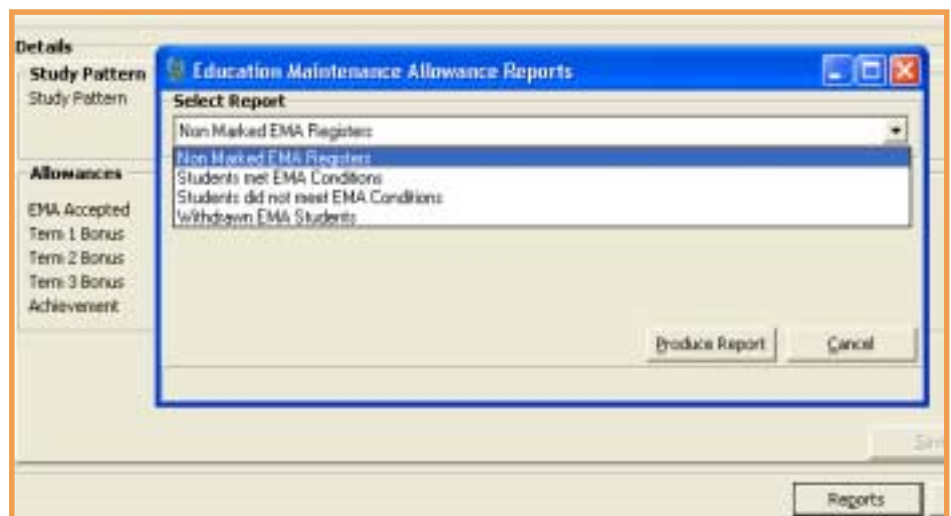 Details
Study Pattern
Study Pattern
Allowances
EMA Accepted
Term 1 Bonus
Term 2 Bonus
Term 3 Bonus
Achievement
Education Maintenance Allowance Reports
Select Report
Non Marked EMA Registers
Non Marked EMA Registers
Students met EMA Conditions
Students did not meet EMA Conditions
Withdrawn EMA Students
Produce Report
Cancel
Reports